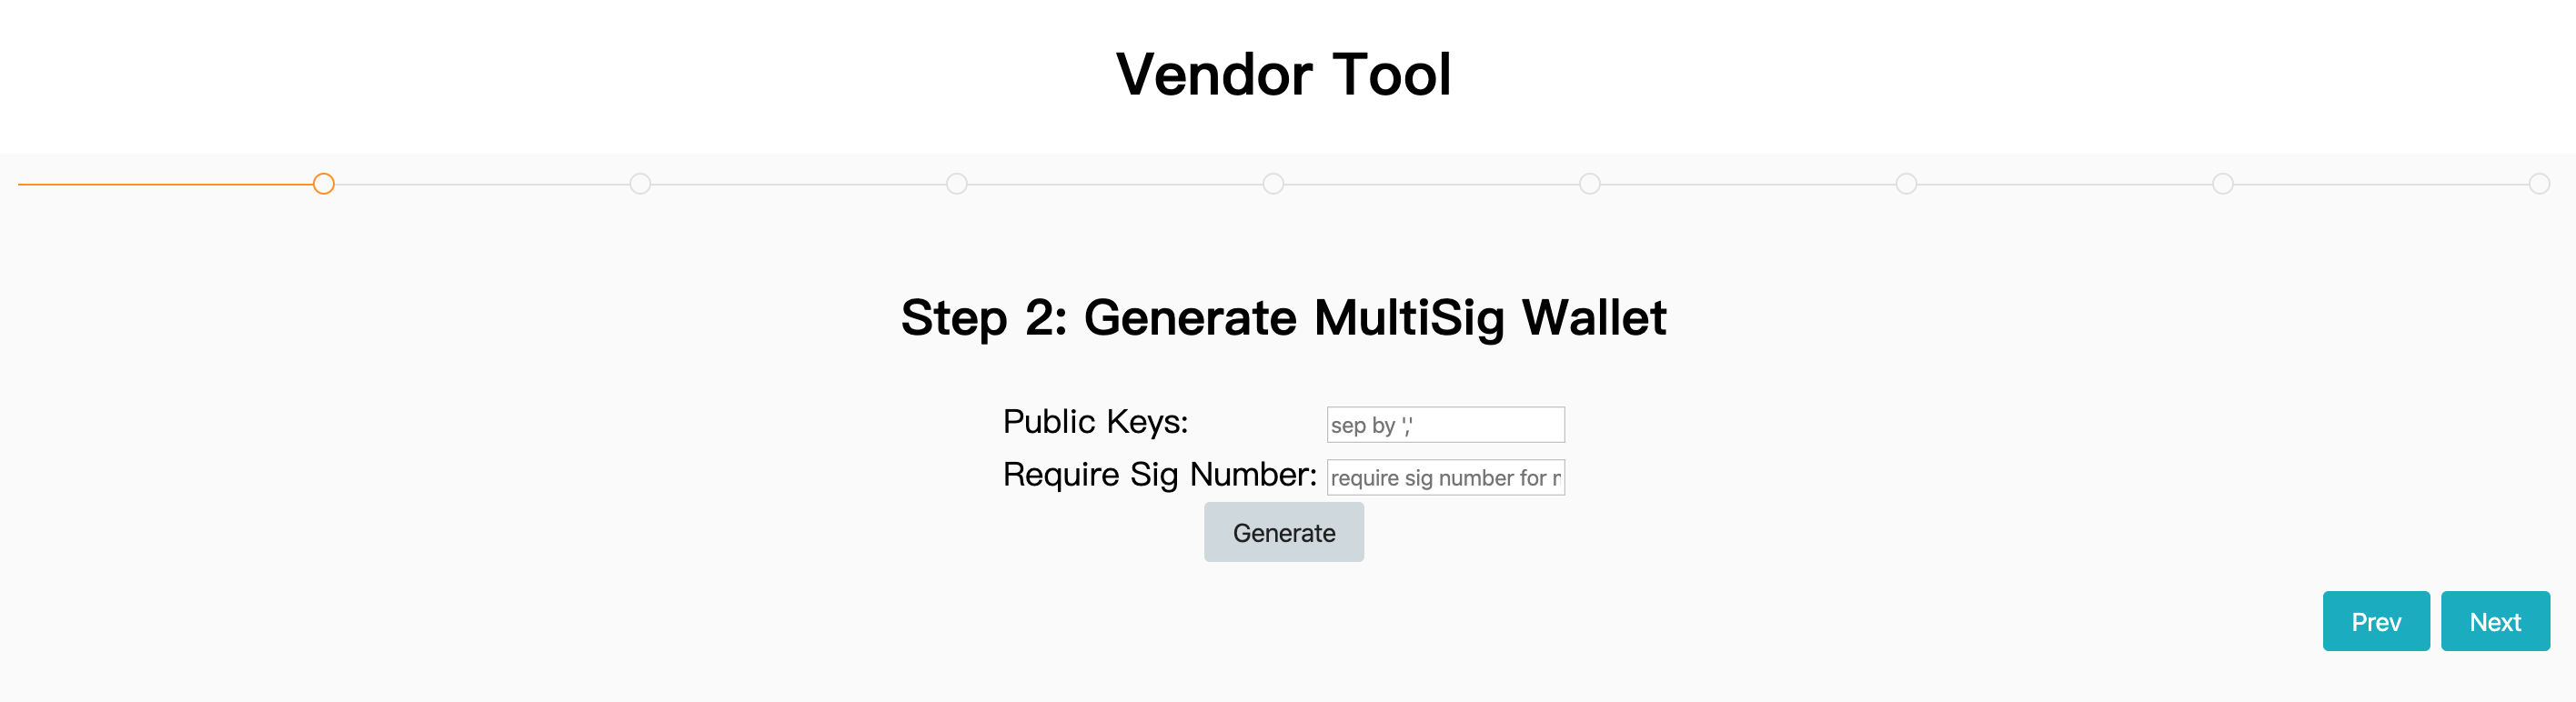 Vendor Tool
Step 2: Generate MultiSig Wallet
Public Keys: sep by ','
Require Sig Number: require sig number for
Generate
Prev Next